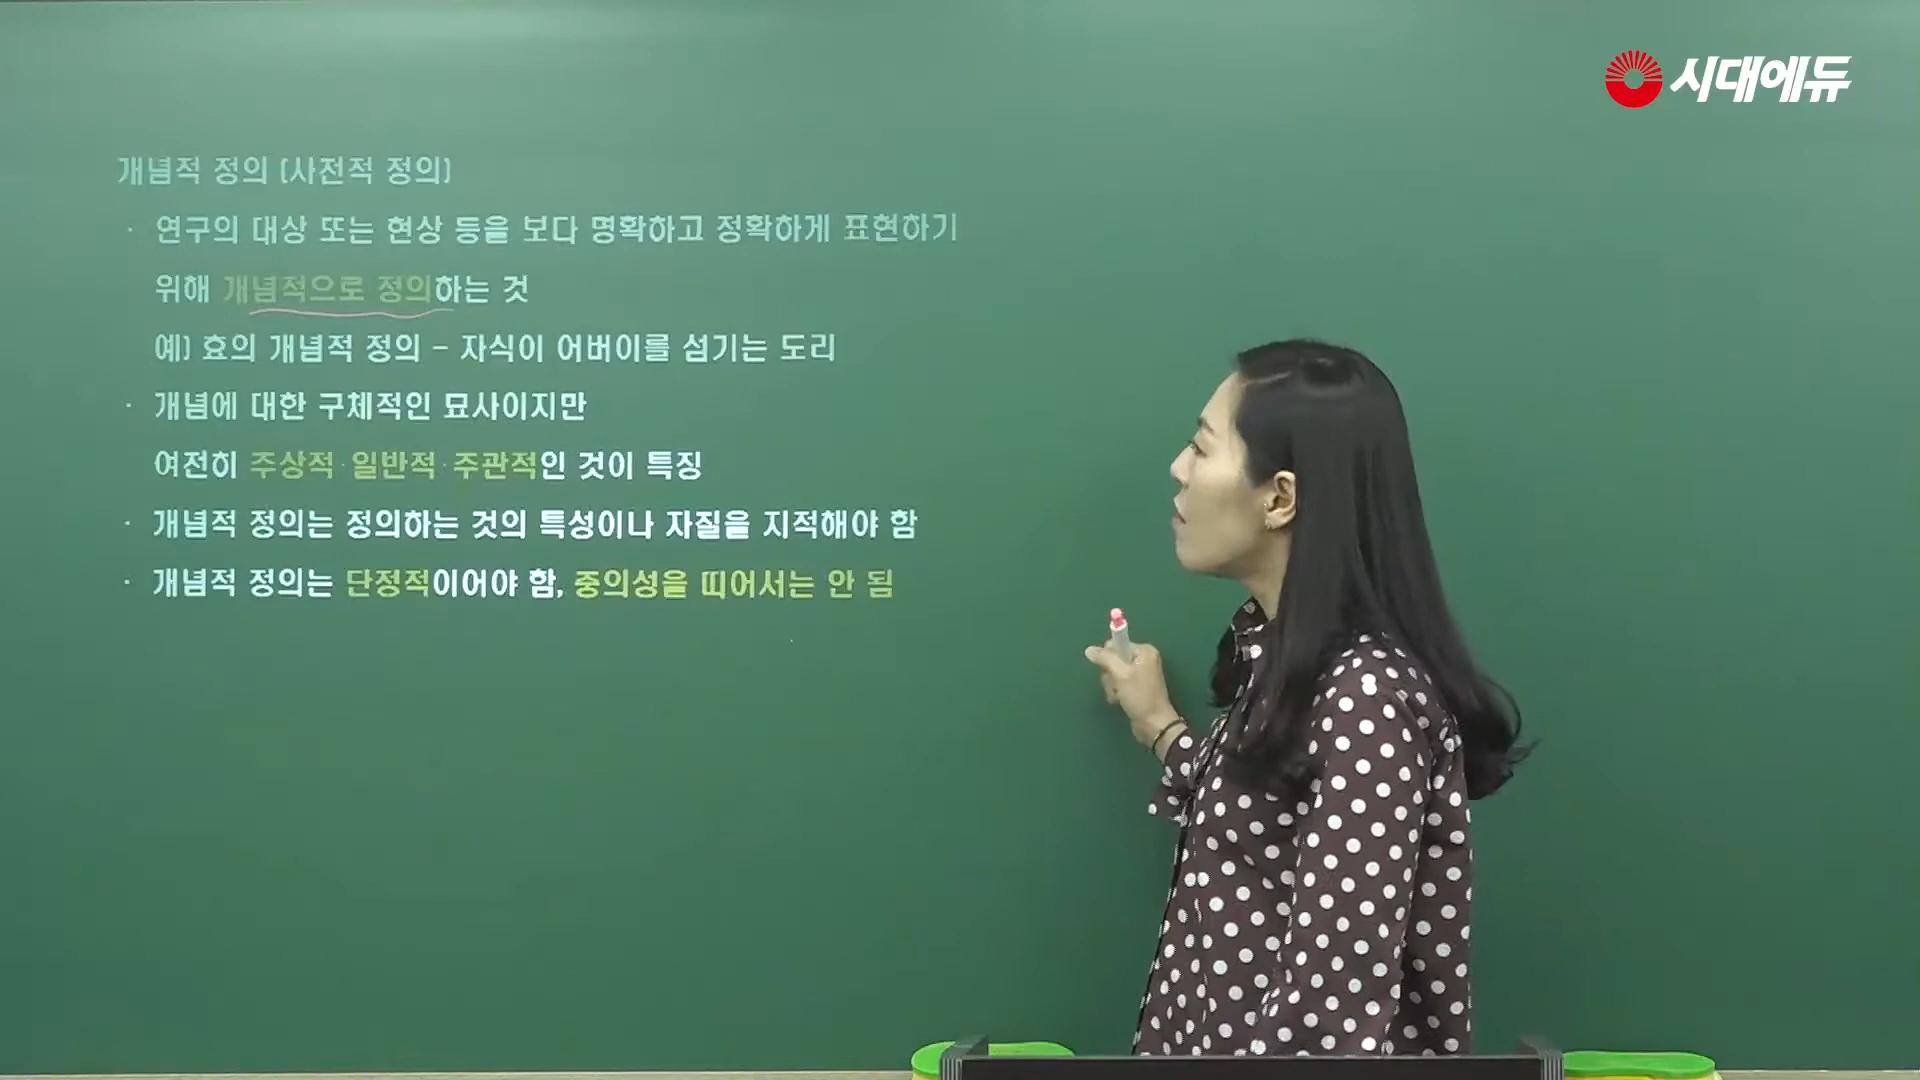 시대에듀
개념적 정의 (사전적 정의)
· 연구의 대상 또는 현상 등을 보다 명확하고 정확하게 표현하기
위해 개념적으로 정의하는 것
예) 효의 개념적 정의 – 자식이 어버이를 섬기는 도리
· 개념에 대한 구체적인 묘사이지만
여전히 주상적·일반적·주관적인 것이 특징
· 개념적 정의는 정의하는 것의 특성이나 자질을 지적해야 함
· 개념적 정의는 단정적이어야 함, 중의성을 띠어서는 안 됨